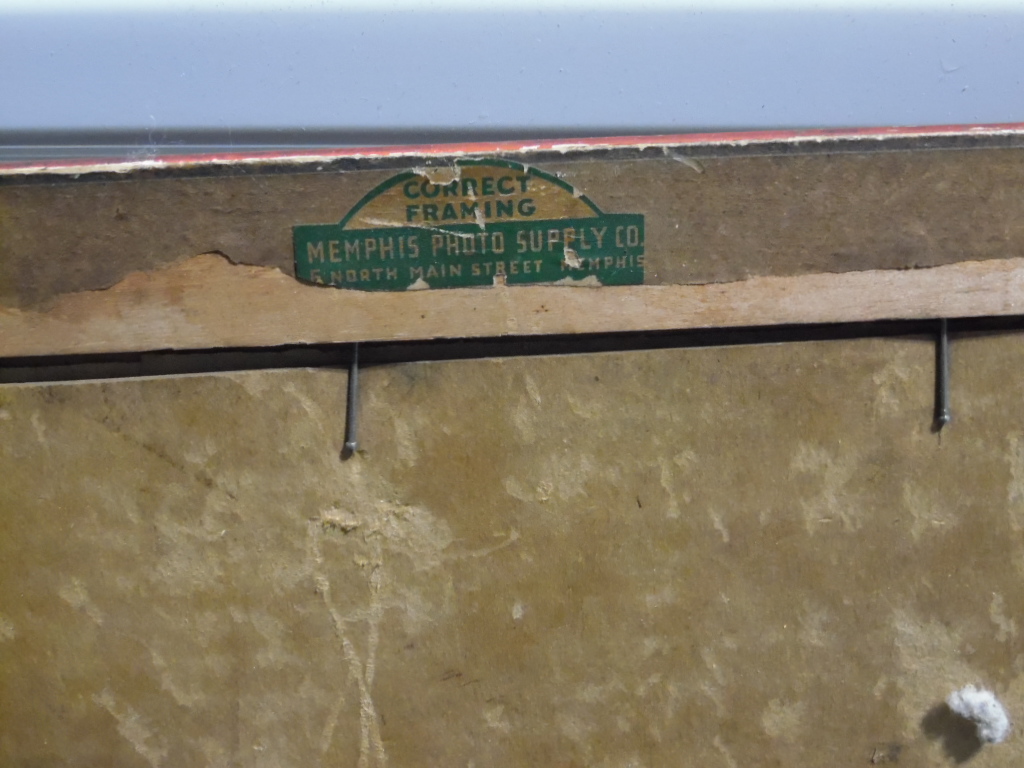 CORRECT
FRAMING
MEMPHIS PHOTO SUPPLY CO.
NORTH MAIN STREET MEMPHIS